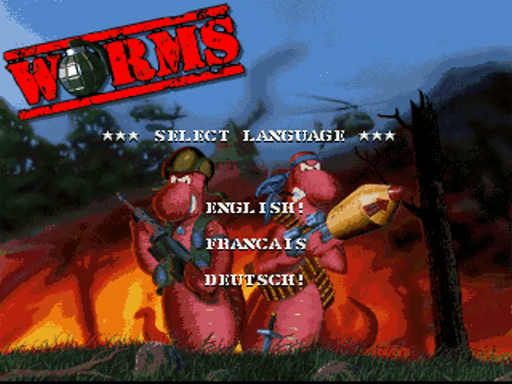 WORMS
*** SELECT LANGUAGE ***
ENGLISH!
FRANCAIS
DEUTSCH!